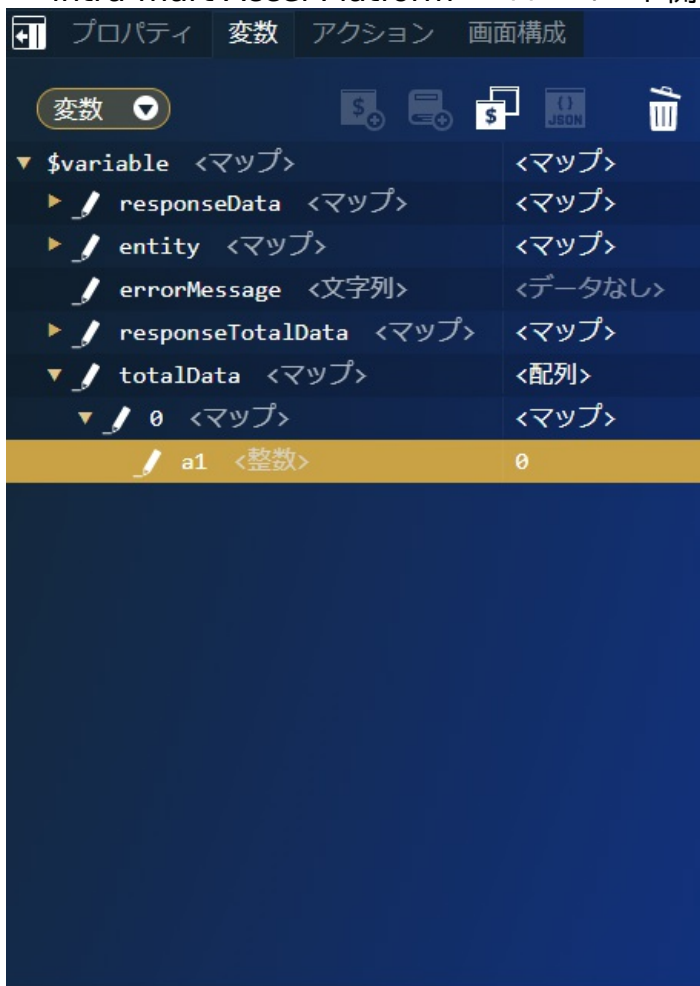 プロパティ 変数 アクション 画面構成
変数 $ {} JSON
$variable <マップ> <マップ>
responseData <マップ> <マップ>
entity <マップ> <マップ>
errorMessage <文字列> <データなし>
responseTotalData <マップ> <マップ>
totalData <マップ> <配列>
0 <マップ> <マップ>
a1 <整数> 0